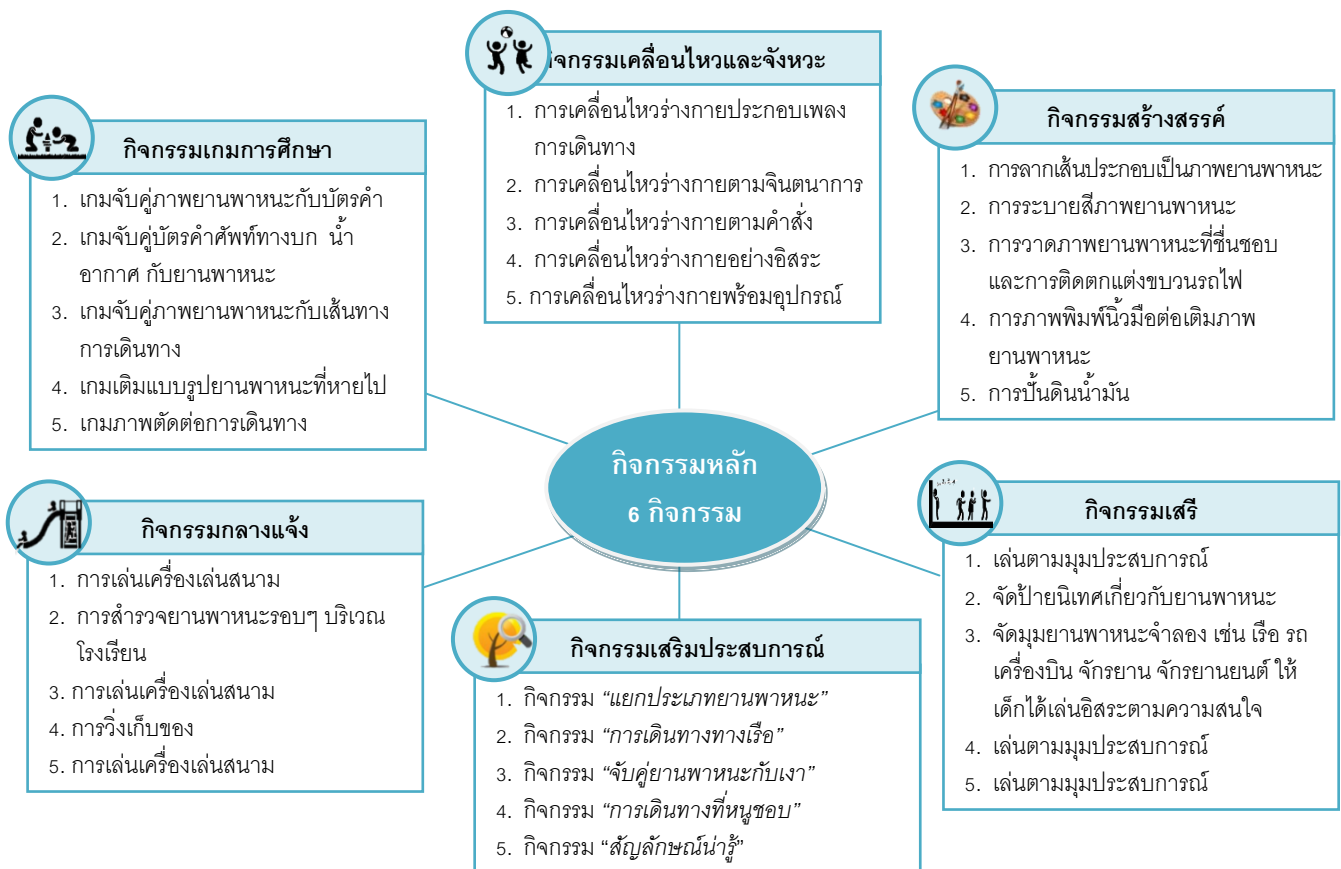 กิจกรรมเคลื่อนไหวและจังหวะ
1. การเคลื่อนไหวร่างกายประกอบเพลง
การเดินทาง
2. การเคลื่อนไหวร่างกายตามจินตนาการ
3. การเคลื่อนไหวร่างกายตามคำสั่ง
4. การเคลื่อนไหวร่างกายอย่างอิสระ
5. การเคลื่อนไหวร่างกายพร้อมอุปกรณ์
กิจกรรมสร้างสรรค์
1. การลากเส้นประกอบเป็นภาพยานพาหนะ
2. การระบายสีภาพยานพาหนะ
3. การวาดภาพยานพาหนะที่ชื่นชอบ
และการติดตกแต่งขบวนรถไฟ
4. การภาพพิมพ์นิ้วมือต่อเติมภาพ
ยานพาหนะ
5. การปั้นดินน้ำมัน
กิจกรรมเกมการศึกษา
1. เกมจับคู่ภาพยานพาหนะกับบัตรคำ
2. เกมจับคู่บัตรคำศัพท์ทางบก น้ำ
อากาศ กับยานพาหนะ
3. เกมจับคู่ภาพยานพาหนะกับเส้นทาง
การเดินทาง
4. เกมเติมแบบรูปยานพาหนะที่หายไป
5. เกมภาพตัดต่อการเดินทาง
กิจกรรมหลัก
6 กิจกรรม
กิจกรรมกลางแจ้ง
1. การเล่นเครื่องเล่นสนาม
2. การสำรวจยานพาหนะรอบๆ บริเวณ
โรงเรียน
3. การเล่นเครื่องเล่นสนาม
4. การวิ่งเก็บของ
5. การเล่นเครื่องเล่นสนาม
กิจกรรมเสริมประสบการณ์
1. กิจกรรม “แยกประเภทยานพาหนะ”
2. กิจกรรม “การเดินทางทางเรือ”
3. กิจกรรม “จับคู่ยานพาหนะกับเงา”
4. กิจกรรม “การเดินทางที่หนูชอบ”
5. กิจกรรม “สัญลักษณ์น่ารู้”
กิจกรรมเสรี
1. เล่นตามมุมประสบการณ์
2. จัดป้ายนิเทศเกี่ยวกับยานพาหนะ
3. จัดมุมยานพาหนะจำลอง เช่น เรือ รถ
เครื่องบิน จักรยาน จักรยานยนต์ ให้
เด็กได้เล่นอิสระตามความสนใจ
4. เล่นตามมุมประสบการณ์
5. เล่นตามมุมประสบการณ์